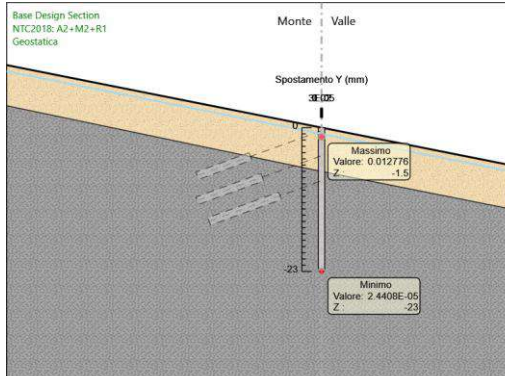 Base Design Section
NTC2018: A2+M2+R1
Geostatica
Monte Valle
Spostamento Y (mm)
0
Massimo
Valore: 0.012776
Z : -1.5
-23
Minimo
Valore: 2.4408E-05
Z : -23